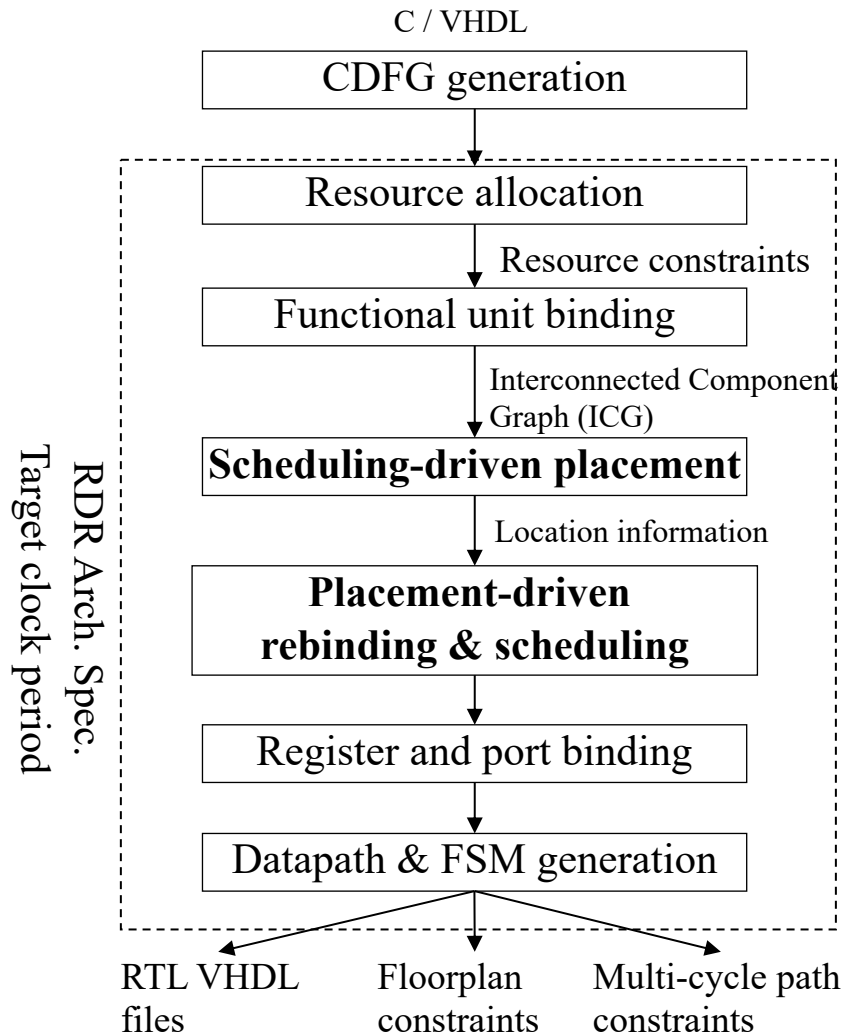 C / VHDL
CDFG generation
Resource allocation
Resource constraints
Functional unit binding
Interconnected Component
Graph (ICG)
Scheduling-driven placement
Location information
Placement-driven
rebinding & scheduling
Register and port binding
Datapath & FSM generation
RDR Arch. Spec.
Target clock period
RTL VHDL
files
Floorplan
constraints
Multi-cycle path
constraints